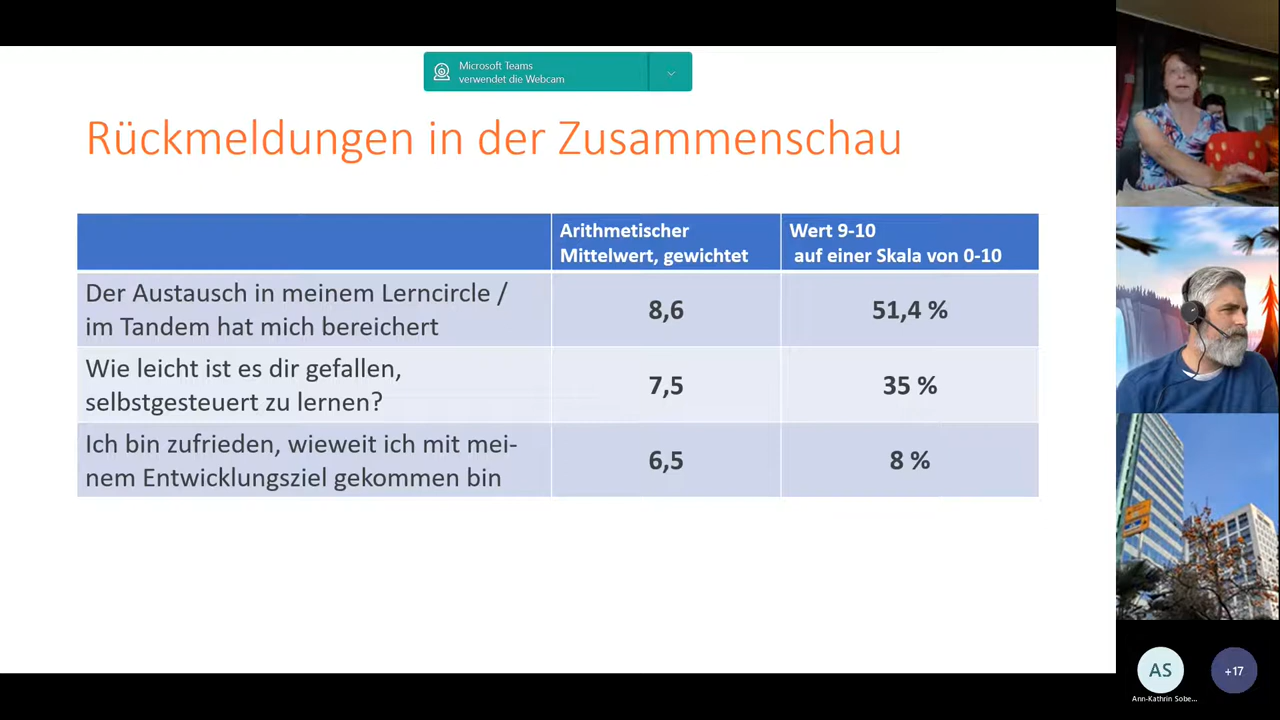 Microsoft Teams
verwendet die Webcam
Rückmeldungen in der Zusammenschau
Arithmetischer
Mittelwert, gewichtet
Wert 9-10
auf einer Skala von 0-10
Der Austausch in meinem Lerncircle /
im Tandem hat mich bereichert
8,6
51,4 %
Wie leicht ist es dir gefallen,
selbstgesteuert zu lernen?
7,5
35 %
Ich bin zufrieden, wieweit ich mit mei-
nem Entwicklungsziel gekommen bin
6,5
8 %
AS
+17
Ann-Kathrin Sobe...